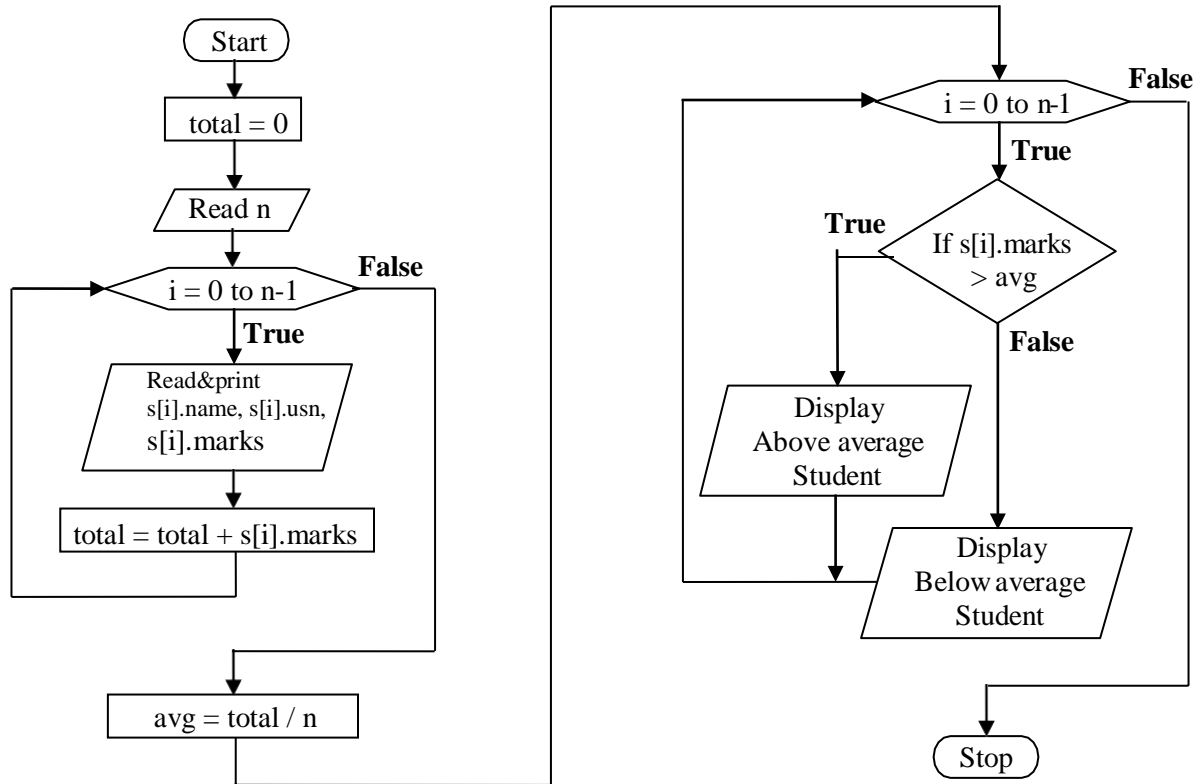 Start
total = 0
Read n
i = 0 to n-1
False
True
Read&print
s[i].name, s[i].usn,
s[i].marks
total = total + s[i].marks
avg = total / n
i = 0 to n-1
False
True
If s[i].marks
> avg
True
False
Display
Above average
Student
Display
Below average
Student
Stop